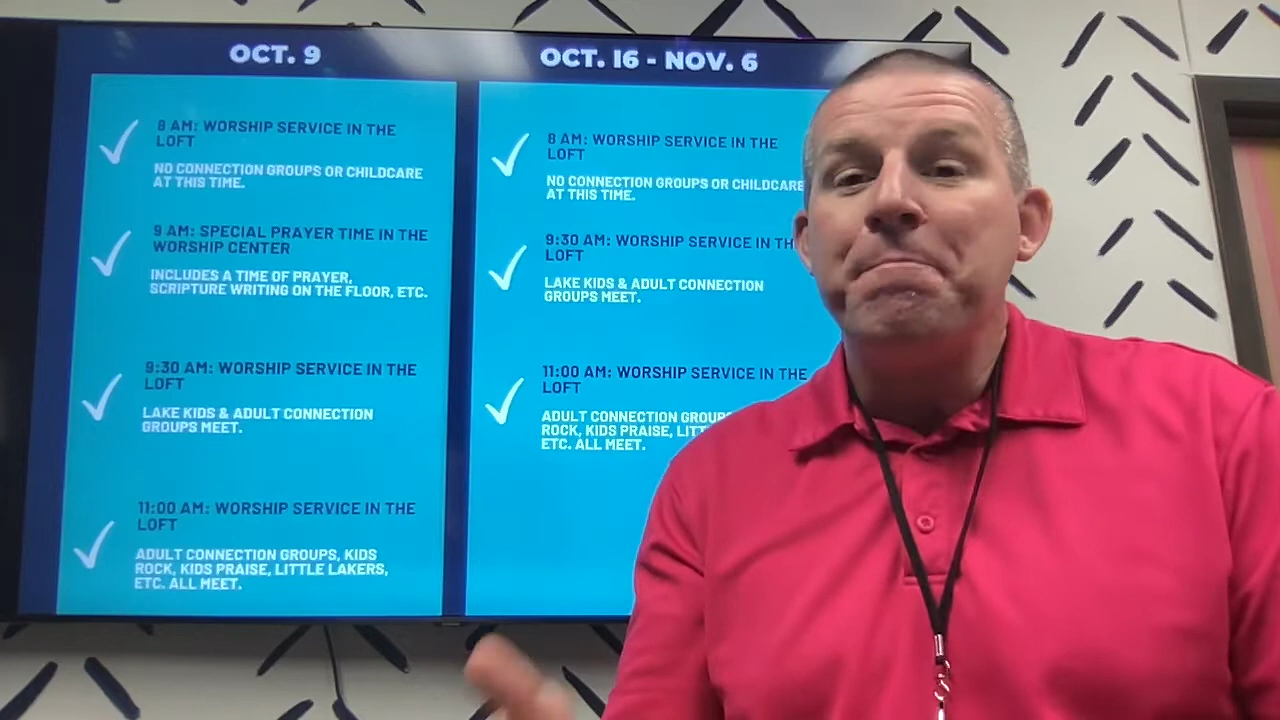 OCT. 9
8 AM: WORSHIP SERVICE IN THE
LOFT
NO CONNECTION GROUPS OR CHILDCARE
AT THIS TIME.
9 AM: SPECIAL PRAYER TIME IN THE
WORSHIP CENTER
INCLUDES A TIME OF PRAYER,
SCRIPTURE WRITING ON THE FLOOR, ETC.
9:30 AM: WORSHIP SERVICE IN THE
LOFT
LAKE KIDS & ADULT CONNECTION
GROUPS MEET.
11:00 AM: WORSHIP SERVICE IN THE
LOFT
ADULT CONNECTION GROUPS, KIDS
ROCK, KIDS PRAISE, LITTLE LAKERS,
ETC. ALL MEET.
OCT. 16 - NOV. 6
8 AM: WORSHIP SERVICE IN THE
LOFT
NO CONNECTION GROUPS OR CHILDCARE
AT THIS TIME.
9:30 AM: WORSHIP SERVICE IN
LOFT
LAKE KIDS & ADULT CONNECTION
GROUPS MEET.
11:00 AM: WORSHIP SERVICE IN THE
LOFT
ADULT CONNECTION
ROCK, KIDS PRAISE,
ETC. ALL MEET.